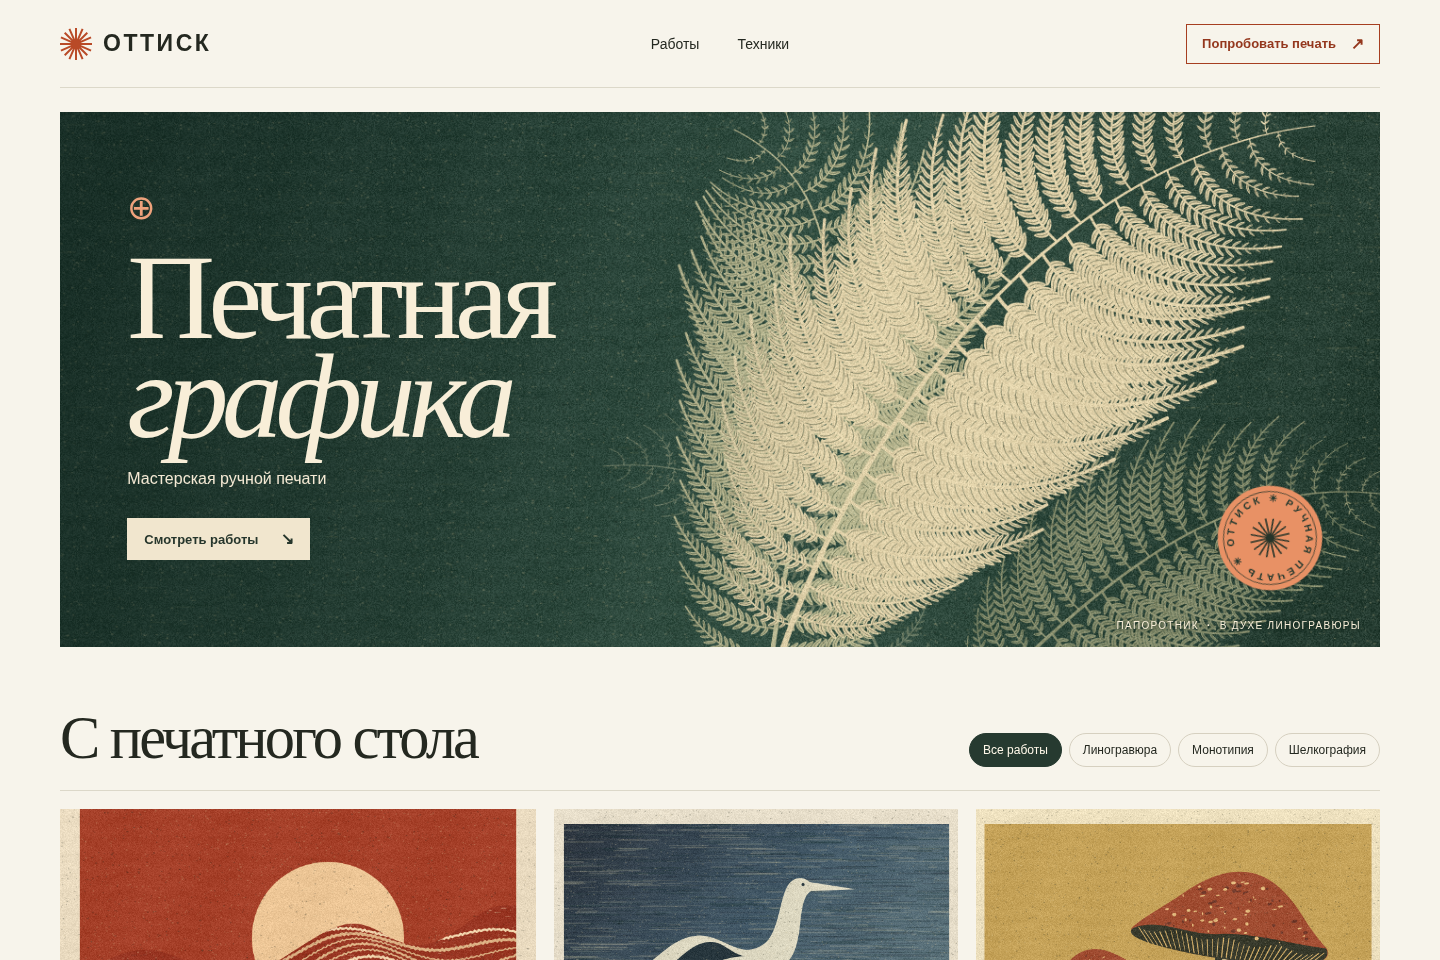 ОТТИСК
Работы
Техники
Попробовать печать ↗
Печатная
графика
Мастерская ручной печати
Смотреть работы ↘
ОТТИСК ✷ РУЧНАЯ ПЕЧАТЬ ✷
ПАПОРОТНИК · В ДУХЕ ЛИНОГРАВЮРЫ
С печатного стола
Все работы
Линогравюра
Монотипия
Шелкография